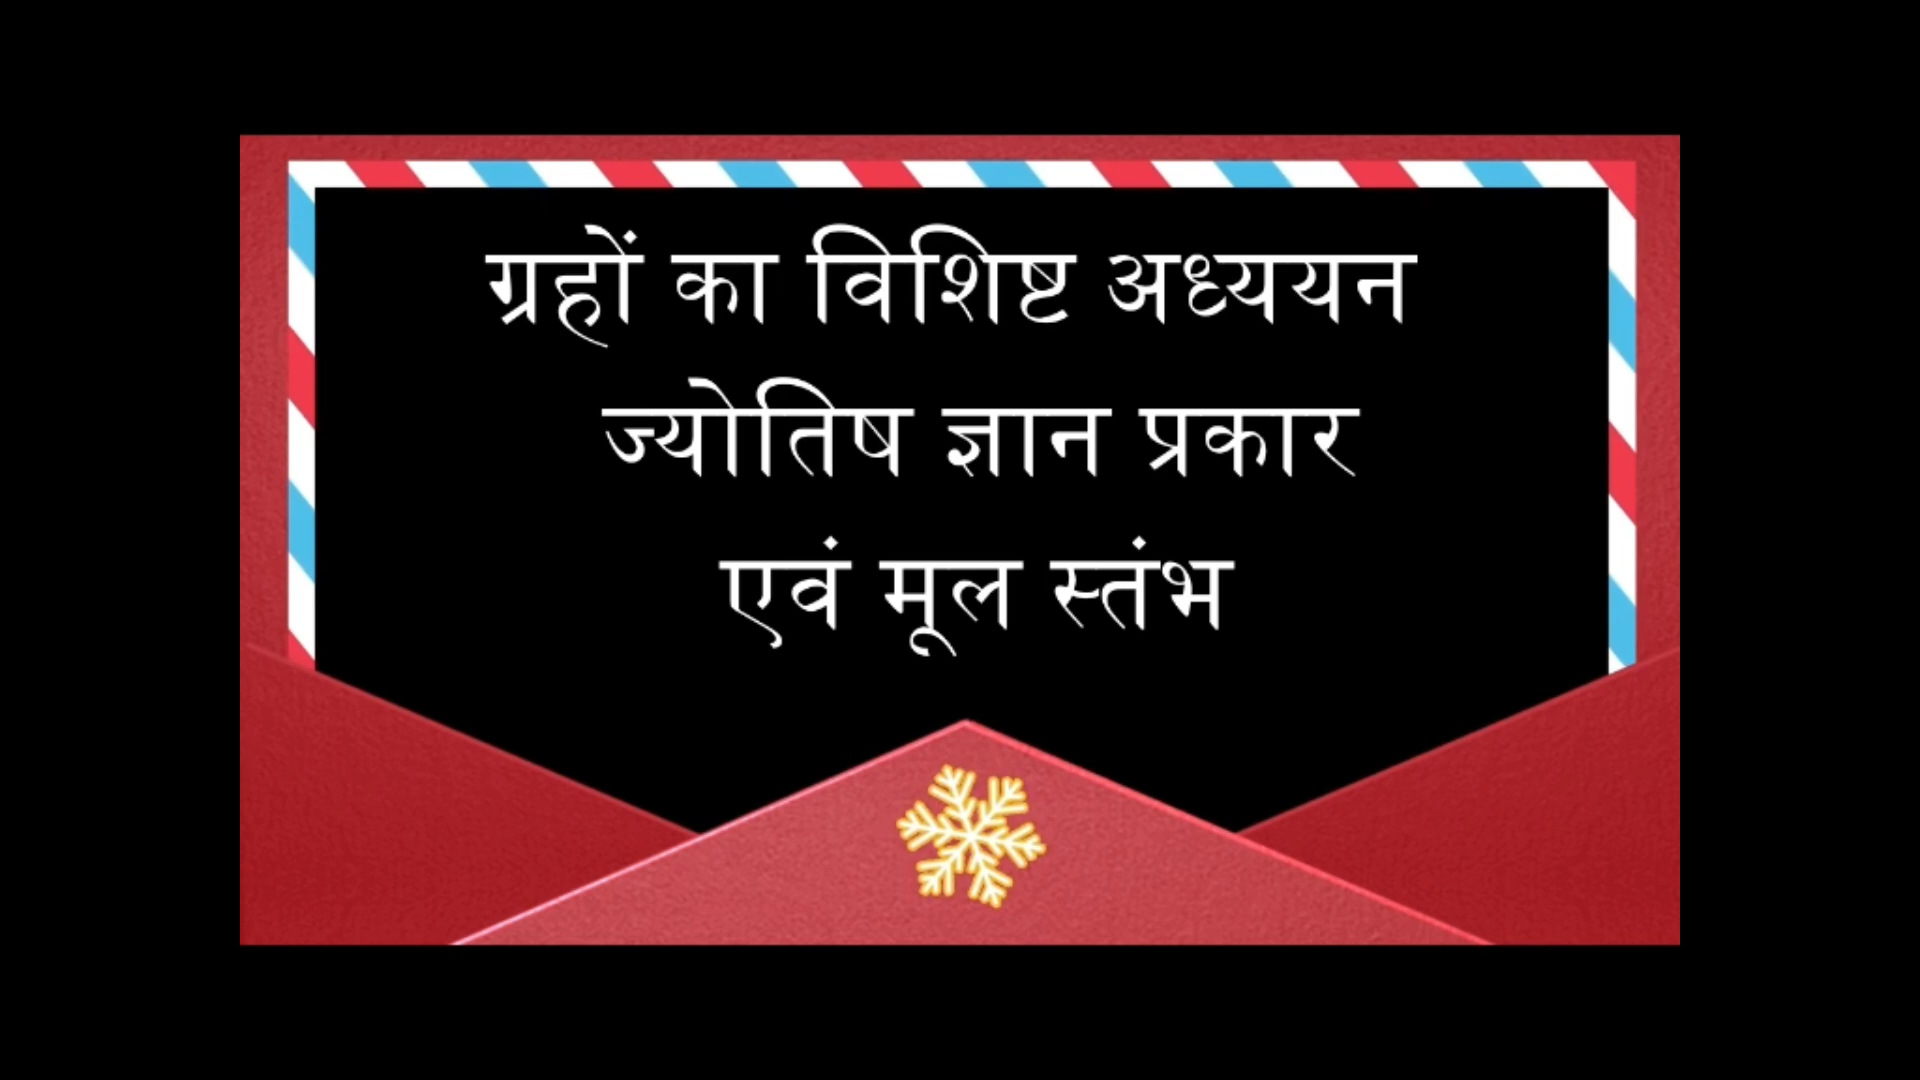 ग्रहों का विशिष्ट अध्ययन
ज्योतिष ज्ञान प्रकार
एवं मूल स्तंभ